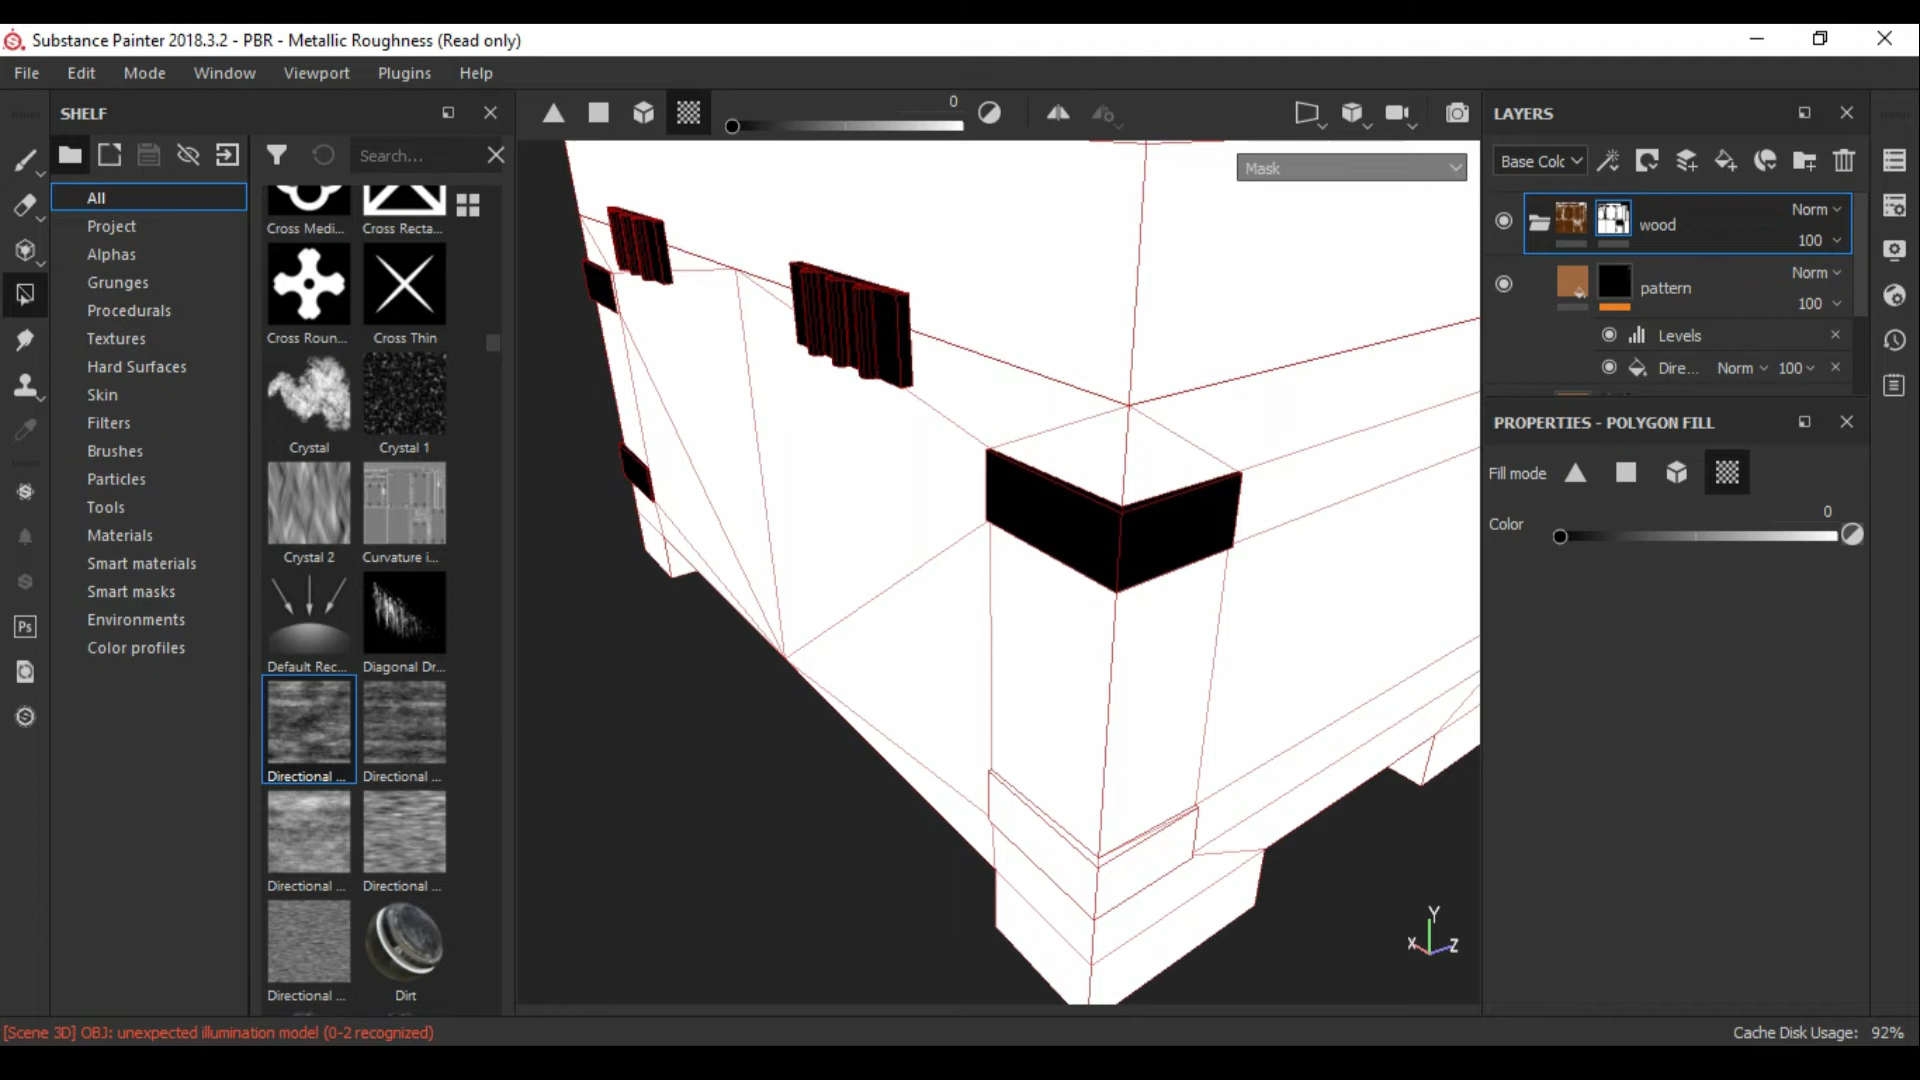 Substance Painter 2018.3.2 - PBR - Metallic Roughness (Read only)
File Edit Mode Window Viewport Plugins Help
SHELF
Search...
All
Project
Alphas
Grunges
Procedurals
Textures
Hard Surfaces
Skin
Filters
Brushes
Particles
Tools
Materials
Smart materials
Smart masks
Environments
Color profiles
Cross Medi... Cross Recta...
Cross Roun... Cross Thin
Crystal Crystal 1
Crystal 2 Curvature i...
Default Rec... Diagonal Dr...
Directional ... Directional ...
Directional ... Directional ...
Directional ... Dirt
0
Mask
Y
X Z
LAYERS
Base Colc
wood Norm
100
pattern Norm
100
Levels
Dire... Norm 100
PROPERTIES - POLYGON FILL
Fill mode
Color 0
Ps
[Scene 3D] OBJ: unexpected illumination model (0-2 recognized)
Cache Disk Usage: 92%